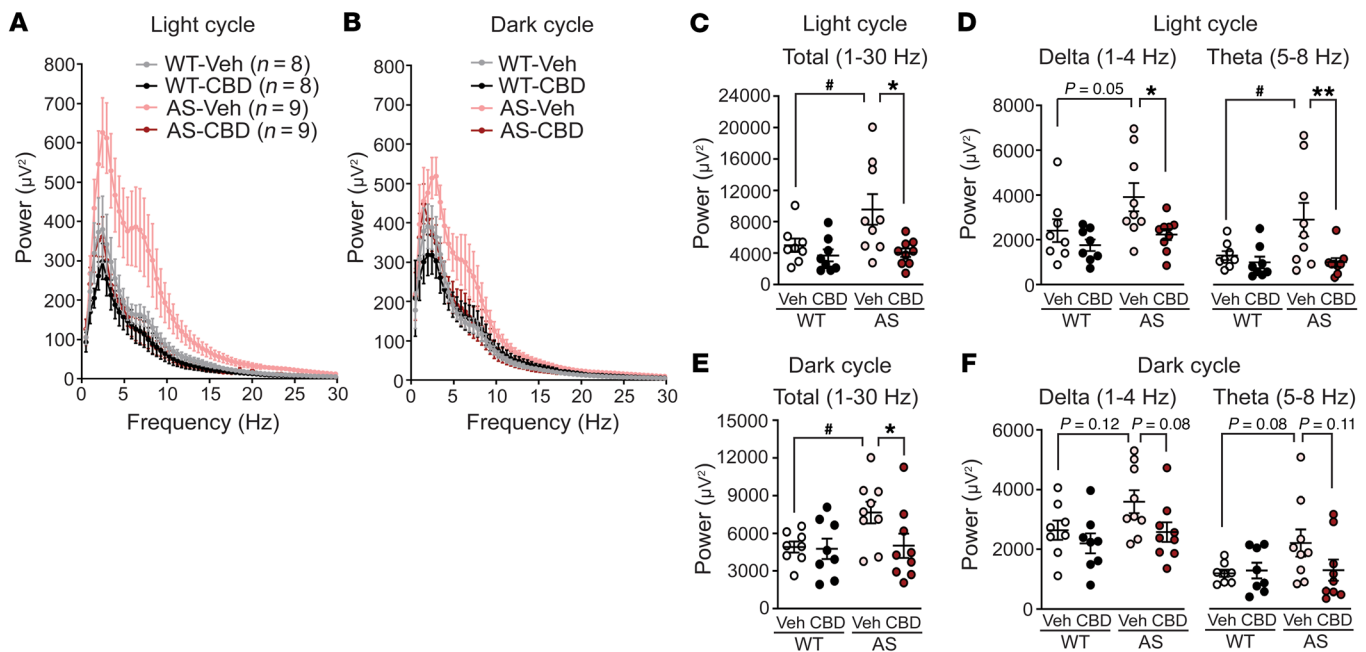 A
Light cycle
WT-Veh (n = 8)
WT-CBD (n = 8)
AS-Veh (n = 9)
AS-CBD (n = 9)
800
700
600
500
400
300
200
100
0
Power (µV²)
0 5 10 15 20 25 30
Frequency (Hz)
B
Dark cycle
WT-Veh
WT-CBD
AS-Veh
AS-CBD
800
700
600
500
400
300
200
100
0
Power (µV²)
0 5 10 15 20 25 30
Frequency (Hz)
C
Light cycle
Total (1-30 Hz)
# *
24000
20000
16000
12000
8000
4000
0
Power (µV²)
Veh CBD Veh CBD
WT AS
D
Light cycle
Delta (1-4 Hz)
P = 0.05 *
8000
6000
4000
2000
0
Power (µV²)
Veh CBD Veh CBD
WT AS
Theta (5-8 Hz)
# **
Veh CBD Veh CBD
WT AS
E
Dark cycle
Total (1-30 Hz)
# *
15000
12000
9000
6000
3000
0
Power (µV²)
Veh CBD Veh CBD
WT AS
F
Dark cycle
Delta (1-4 Hz)
P = 0.12 P = 0.08
6000
4000
2000
0
Power (µV²)
Veh CBD Veh CBD
WT AS
Theta (5-8 Hz)
P = 0.08 P = 0.11
Veh CBD Veh CBD
WT AS